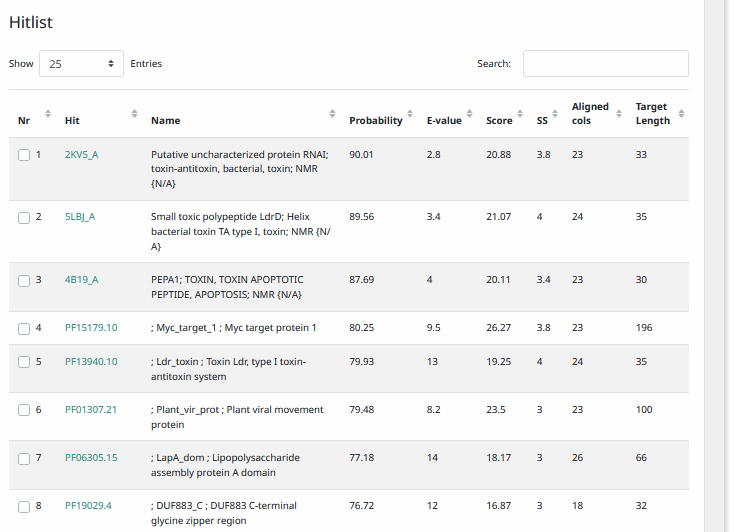 Hitlist
Show 25 Entries Search:
Nr Hit Name Probability E-value Score SS Aligned cols Target Length
1 2KV5_A Putative uncharacterized protein RNAI; 90.01 2.8 20.88 3.8 23 33
toxin-antitoxin, bacterial, toxin; NMR
{N/A}
2 5LBJ_A Small toxic polypeptide LdrD; Helix 89.56 3.4 21.07 4 24 35
bacterial toxin TA type I, toxin; NMR {N/
A}
3 4B19_A PEPA1; TOXIN, TOXIN APOPTOTIC 87.69 4 20.11 3.4 23 30
PEPTIDE, APOPTOSIS; NMR {N/A}
4 PF15179.10 ; Myc_target_1 ; Myc target protein 1 80.25 9.5 26.27 3.8 23 196
5 PF13940.10 ; Ldr_toxin ; Toxin Ldr, type I toxin- 79.93 13 19.25 4 24 35
antitoxin system
6 PF01307.21 ; Plant_vir_prot ; Plant viral movement 79.48 8.2 23.5 3 23 100
protein
7 PF06305.15 ; LapA_dom ; Lipopolysaccharide 77.18 14 18.17 3 26 66
assembly protein A domain
8 PF19029.4 ; DUF883_C ; DUF883 C-terminal 76.72 12 16.87 3 18 32
glycine zipper region